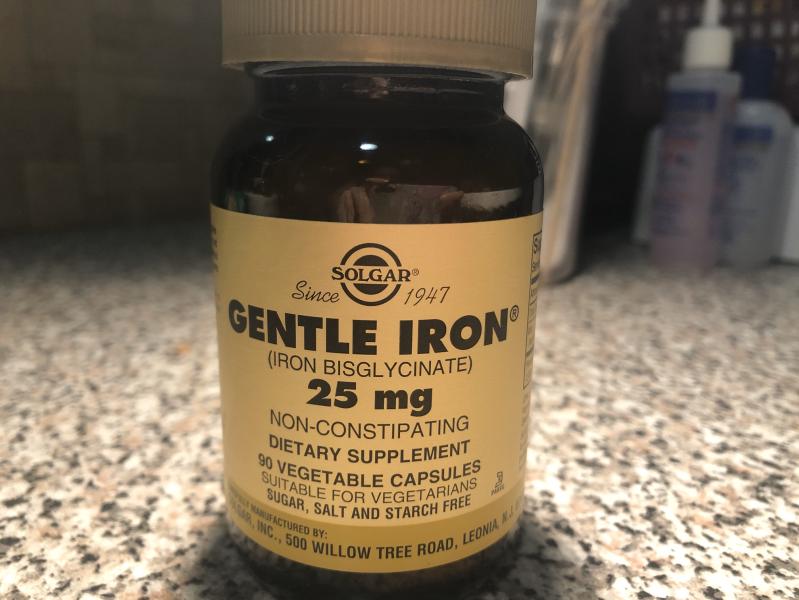 SOLGAR®
Since 1947
GENTLE IRON®
(IRON BISGLYCINATE)
25 mg
NON-CONSTIPATING
DIETARY SUPPLEMENT
90 VEGETABLE CAPSULES
SUITABLE FOR VEGETARIANS
SUGAR, SALT AND STARCH FREE
MANUFACTURED BY:
INC., 500 WILLOW TREE ROAD, LEONIA, N.J.